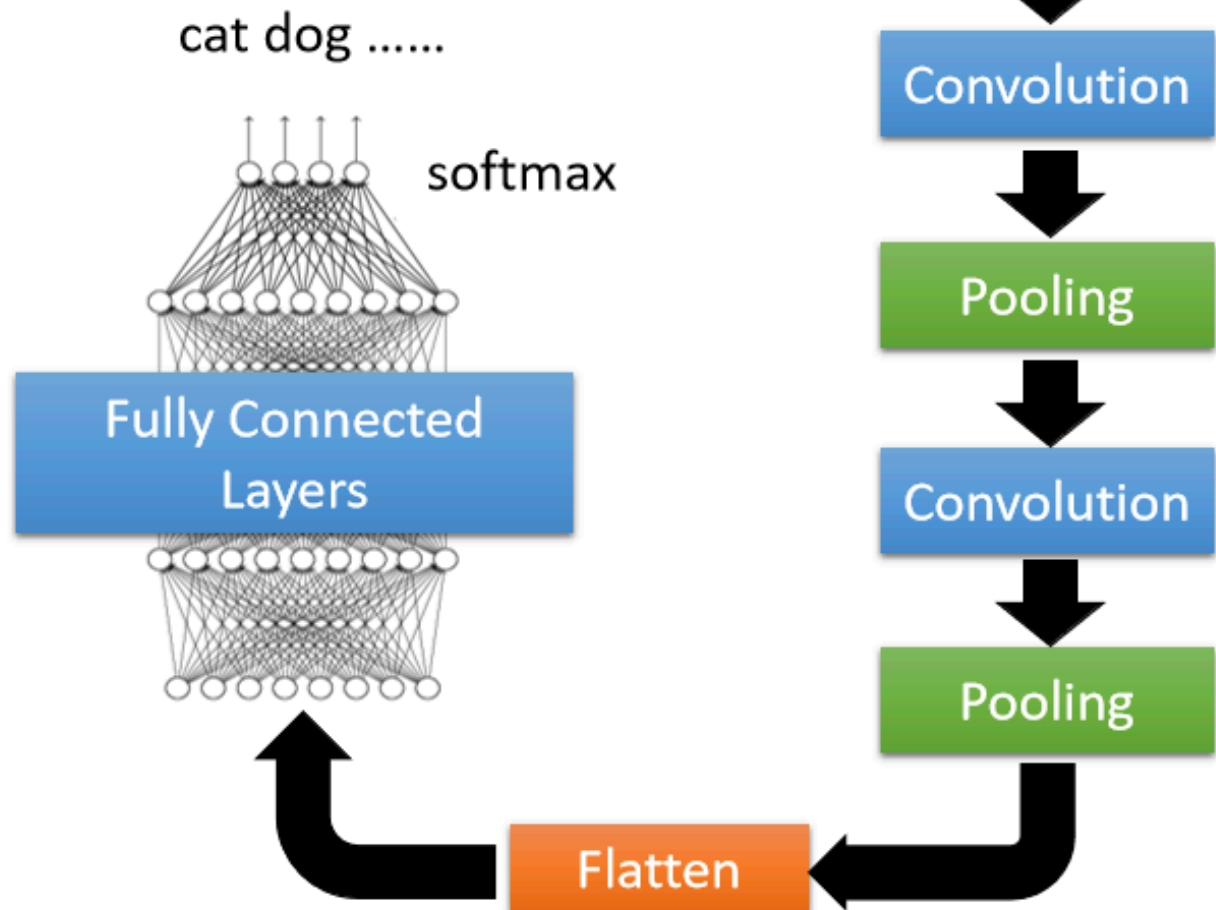 cat dog ......
softmax
Fully Connected
Layers
Convolution
Pooling
Convolution
Pooling
Flatten